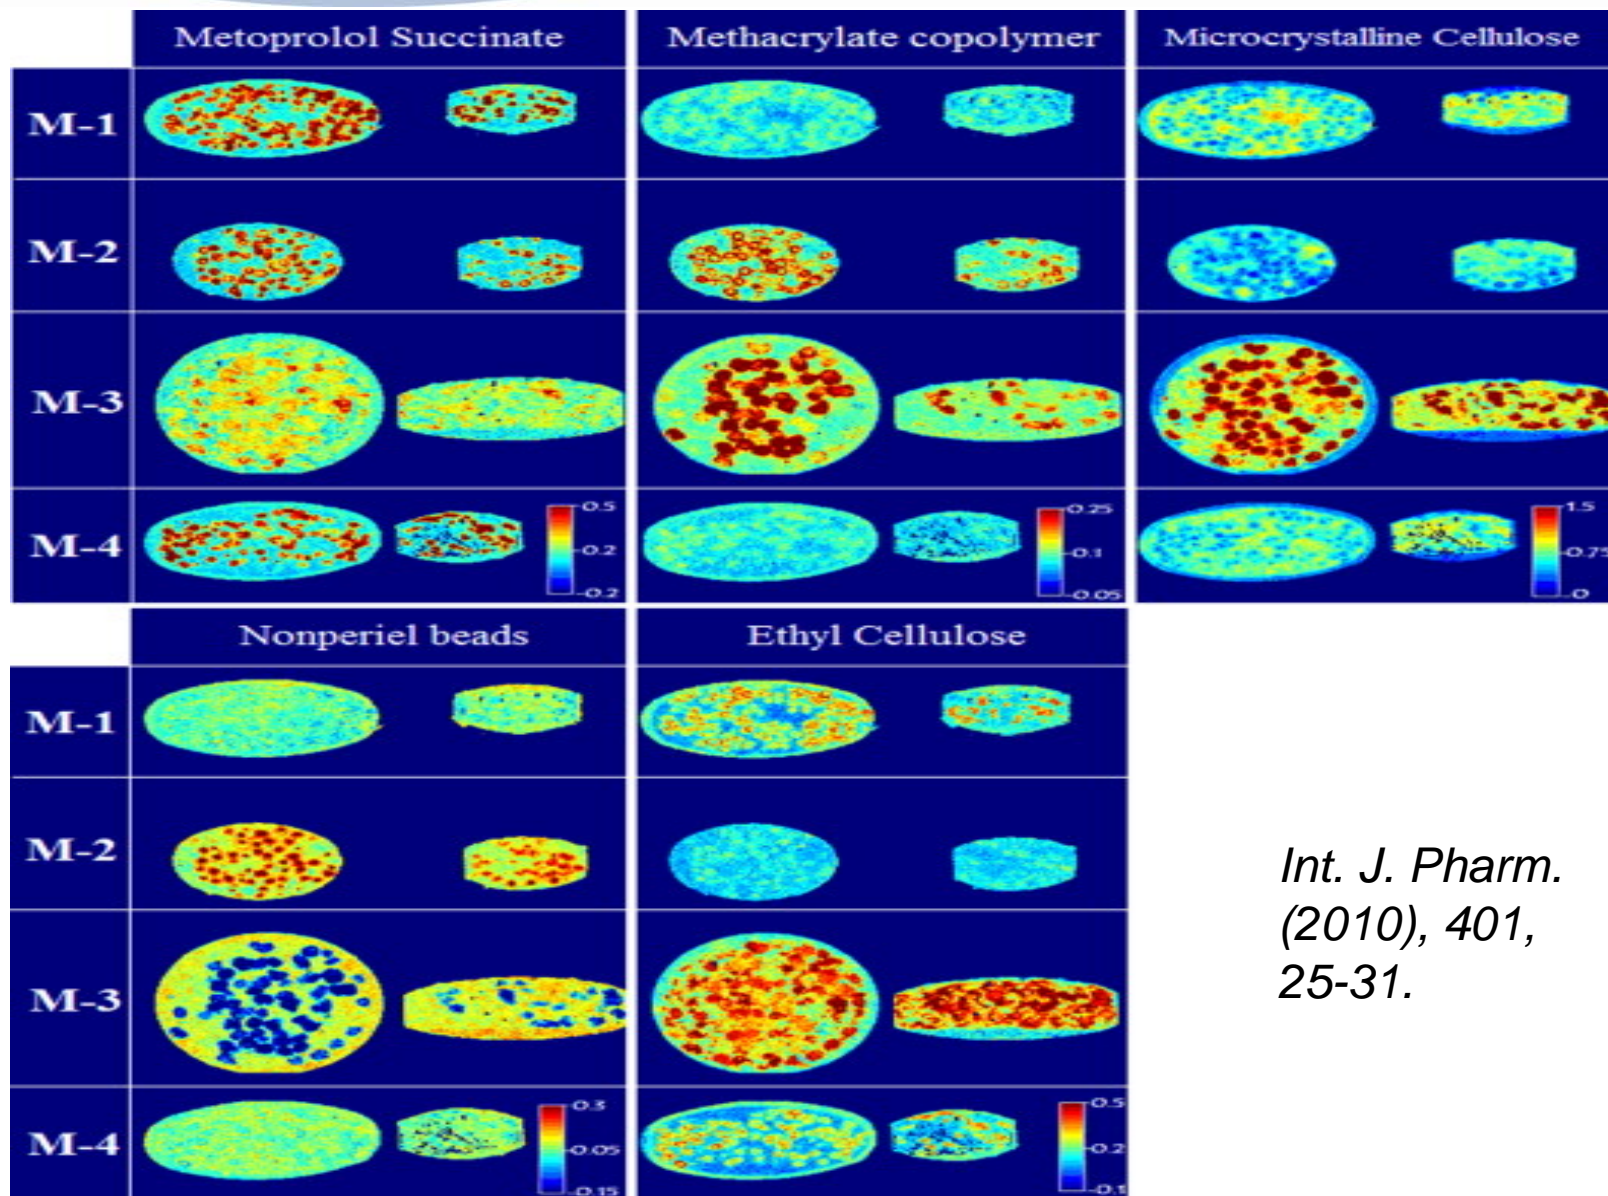 Metoprolol Succinate Methacrylate copolymer Microcrystalline Cellulose
M-1
M-2
M-3
M-4
0.5
0.2
-0.2
0.25
0.1
-0.05
1.5
0.75
0
Nonperiel beads Ethyl Cellulose
M-1
M-2
M-3
M-4
0.3
0.05
-0.15
0.5
0.2
-0.1
Int. J. Pharm.
(2010), 401,
25-31.